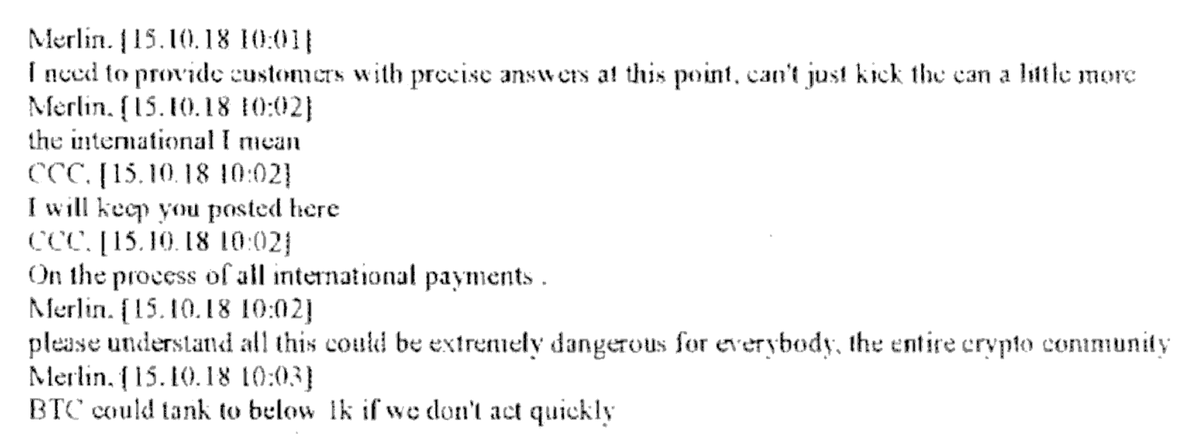 Merlin. [15.10.18 10:01]
I need to provide customers with precise answers at this point, can't just kick the can a little more
Merlin. [15.10.18 10:02]
the international I mean
CCC. [15.10.18 10:02]
I will keep you posted here
CCC. [15.10.18 10:02]
On the process of all international payments .
Merlin. [15.10.18 10:02]
please understand all this could be extremely dangerous for everybody, the entire crypto community
Merlin. [15.10.18 10:03]
BTC could tank to below 1k if we don't act quickly